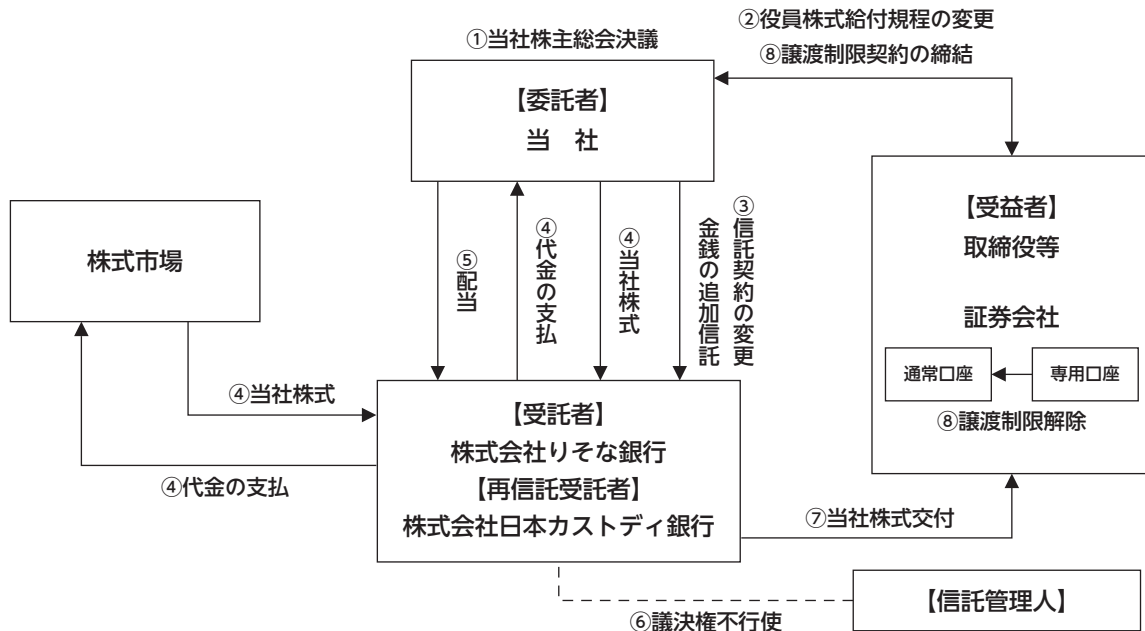 ②役員株式給付規程の変更
①当社株主総会決議
⑧譲渡制限契約の締結
【委託者】
当 社
【受益者】
取締役等
証券会社
通常口座
専用口座
⑧譲渡制限解除
株式市場
⑤配当
④代金の支払
④当社株式
③信託契約の変更
金銭の追加信託
④当社株式
④代金の支払
【受託者】
株式会社りそな銀行
【再信託受託者】
株式会社日本カストディ銀行
⑦当社株式交付
【信託管理人】
⑥議決権不行使